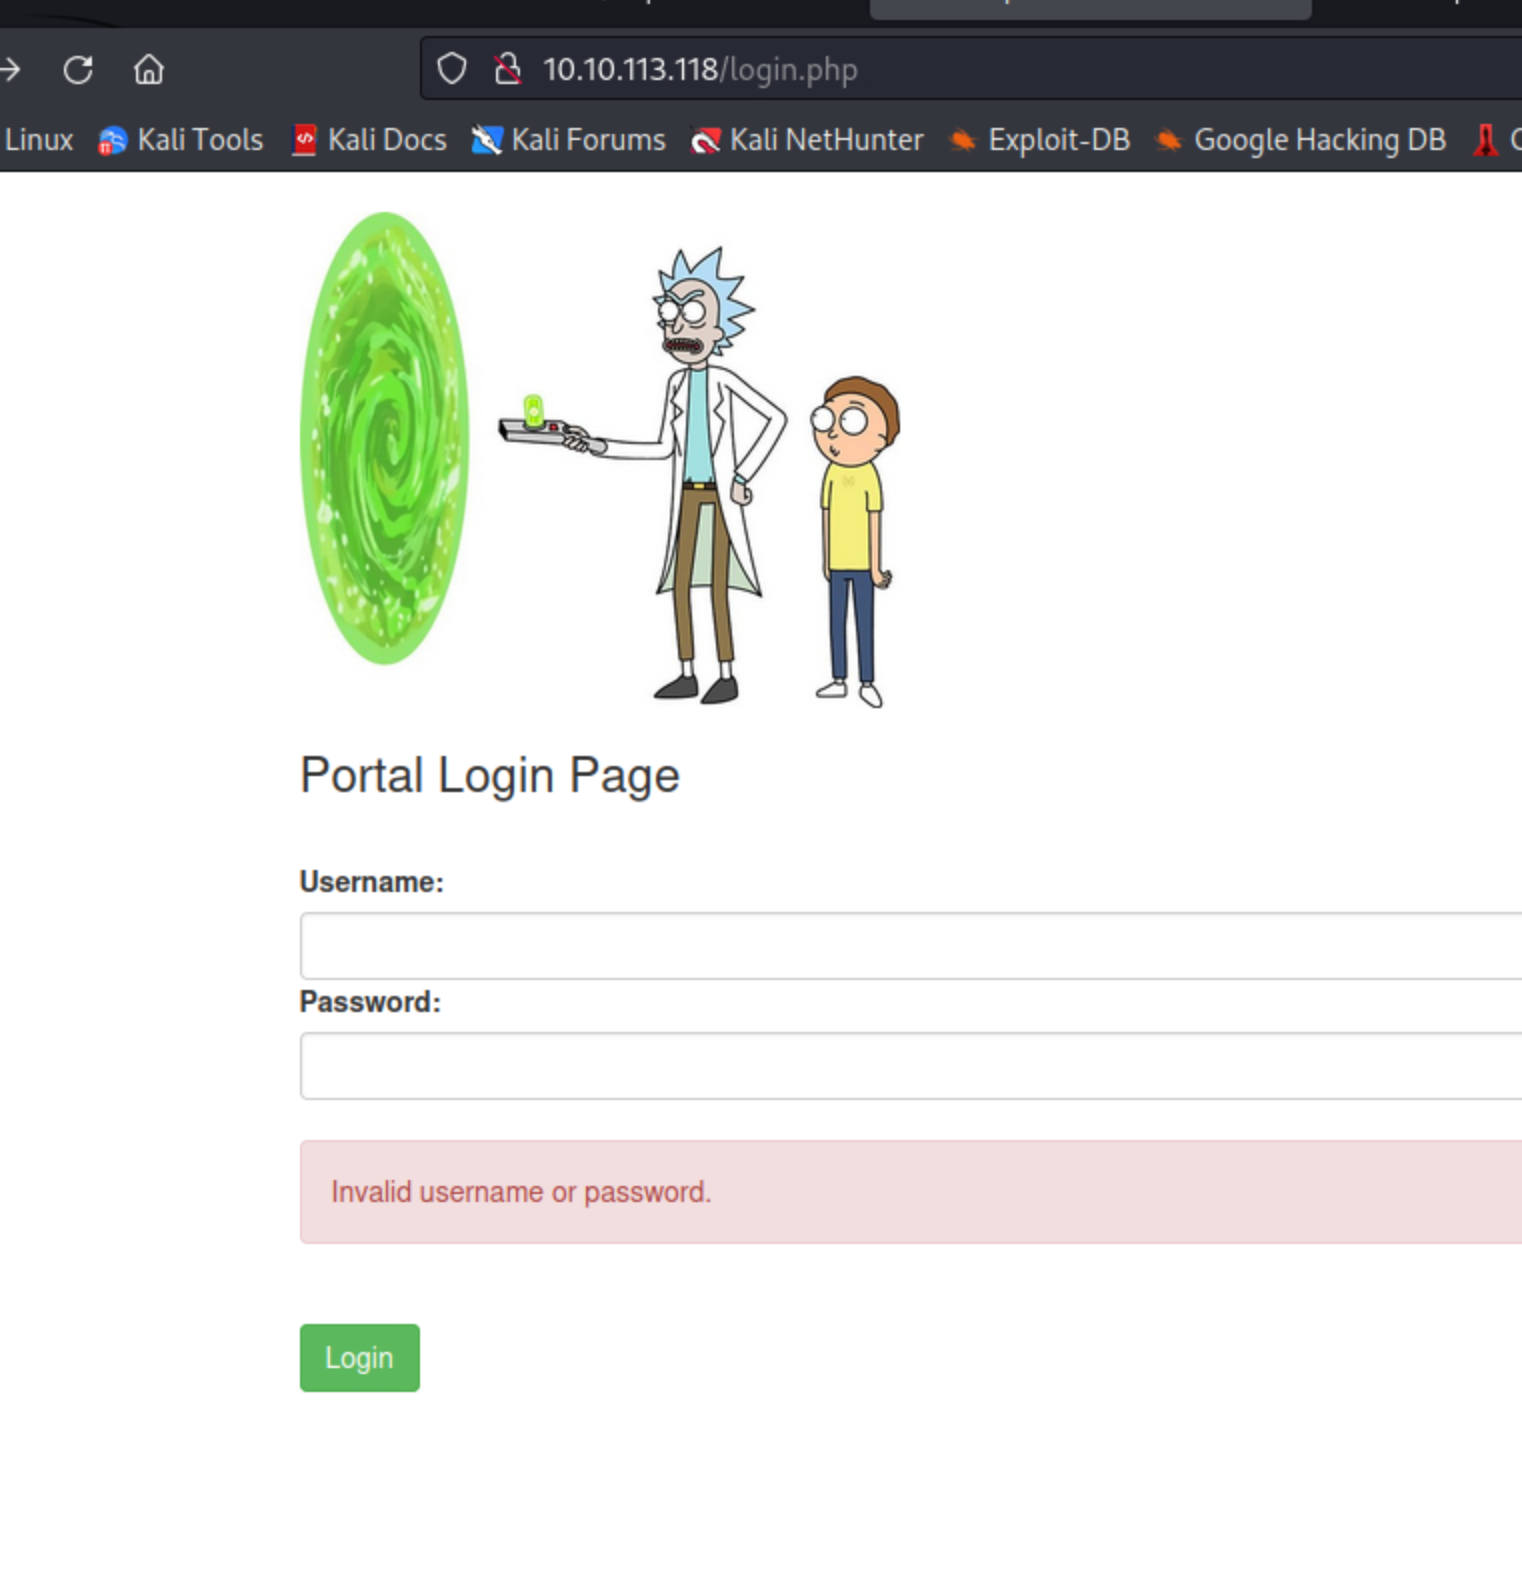 10.10.113.118/login.php
Linux Kali Tools Kali Docs Kali Forums Kali NetHunter Exploit-DB Google Hacking DB
Portal Login Page
Username:
Password:
Invalid username or password.
Login